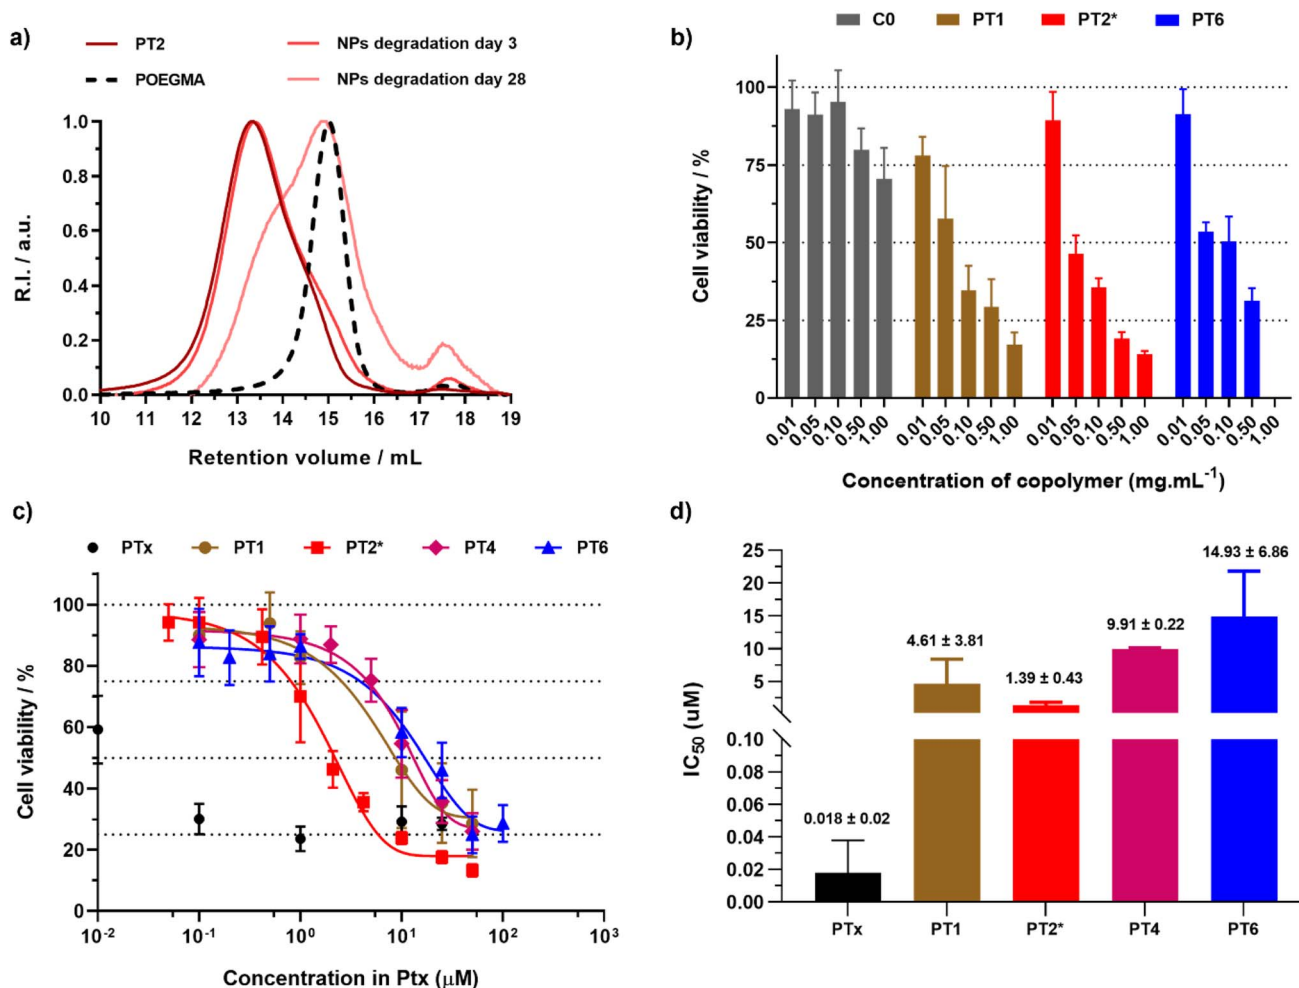 a)
PT2
NPs degradation day 3
POEGMA
NPs degradation day 28
R.I. / a.u.
1.0
0.8
0.6
0.4
0.2
0.0
10 11 12 13 14 15 16 17 18 19
Retention volume / mL
b)
C0 PT1 PT2* PT6
Cell viability / %
100
75
50
25
0
0.01 0.05 0.10 0.50 1.00 0.01 0.05 0.10 0.50 1.00 0.01 0.05 0.10 0.50 1.00 0.01 0.05 0.10 0.50 1.00
Concentration of copolymer (mg.mL⁻¹)
c)
PTx PT1 PT2* PT4 PT6
Cell viability / %
100
80
60
40
20
0
10⁻² 10⁻¹ 10⁰ 10¹ 10² 10³
Concentration in Ptx (μM)
d)
IC₅₀ (uM)
25
20
15
10
5
0.10
0.08
0.06
0.04
0.02
0.00
0.018 ± 0.02
4.61 ± 3.81
1.39 ± 0.43
9.91 ± 0.22
14.93 ± 6.86
PTx PT1 PT2* PT4 PT6